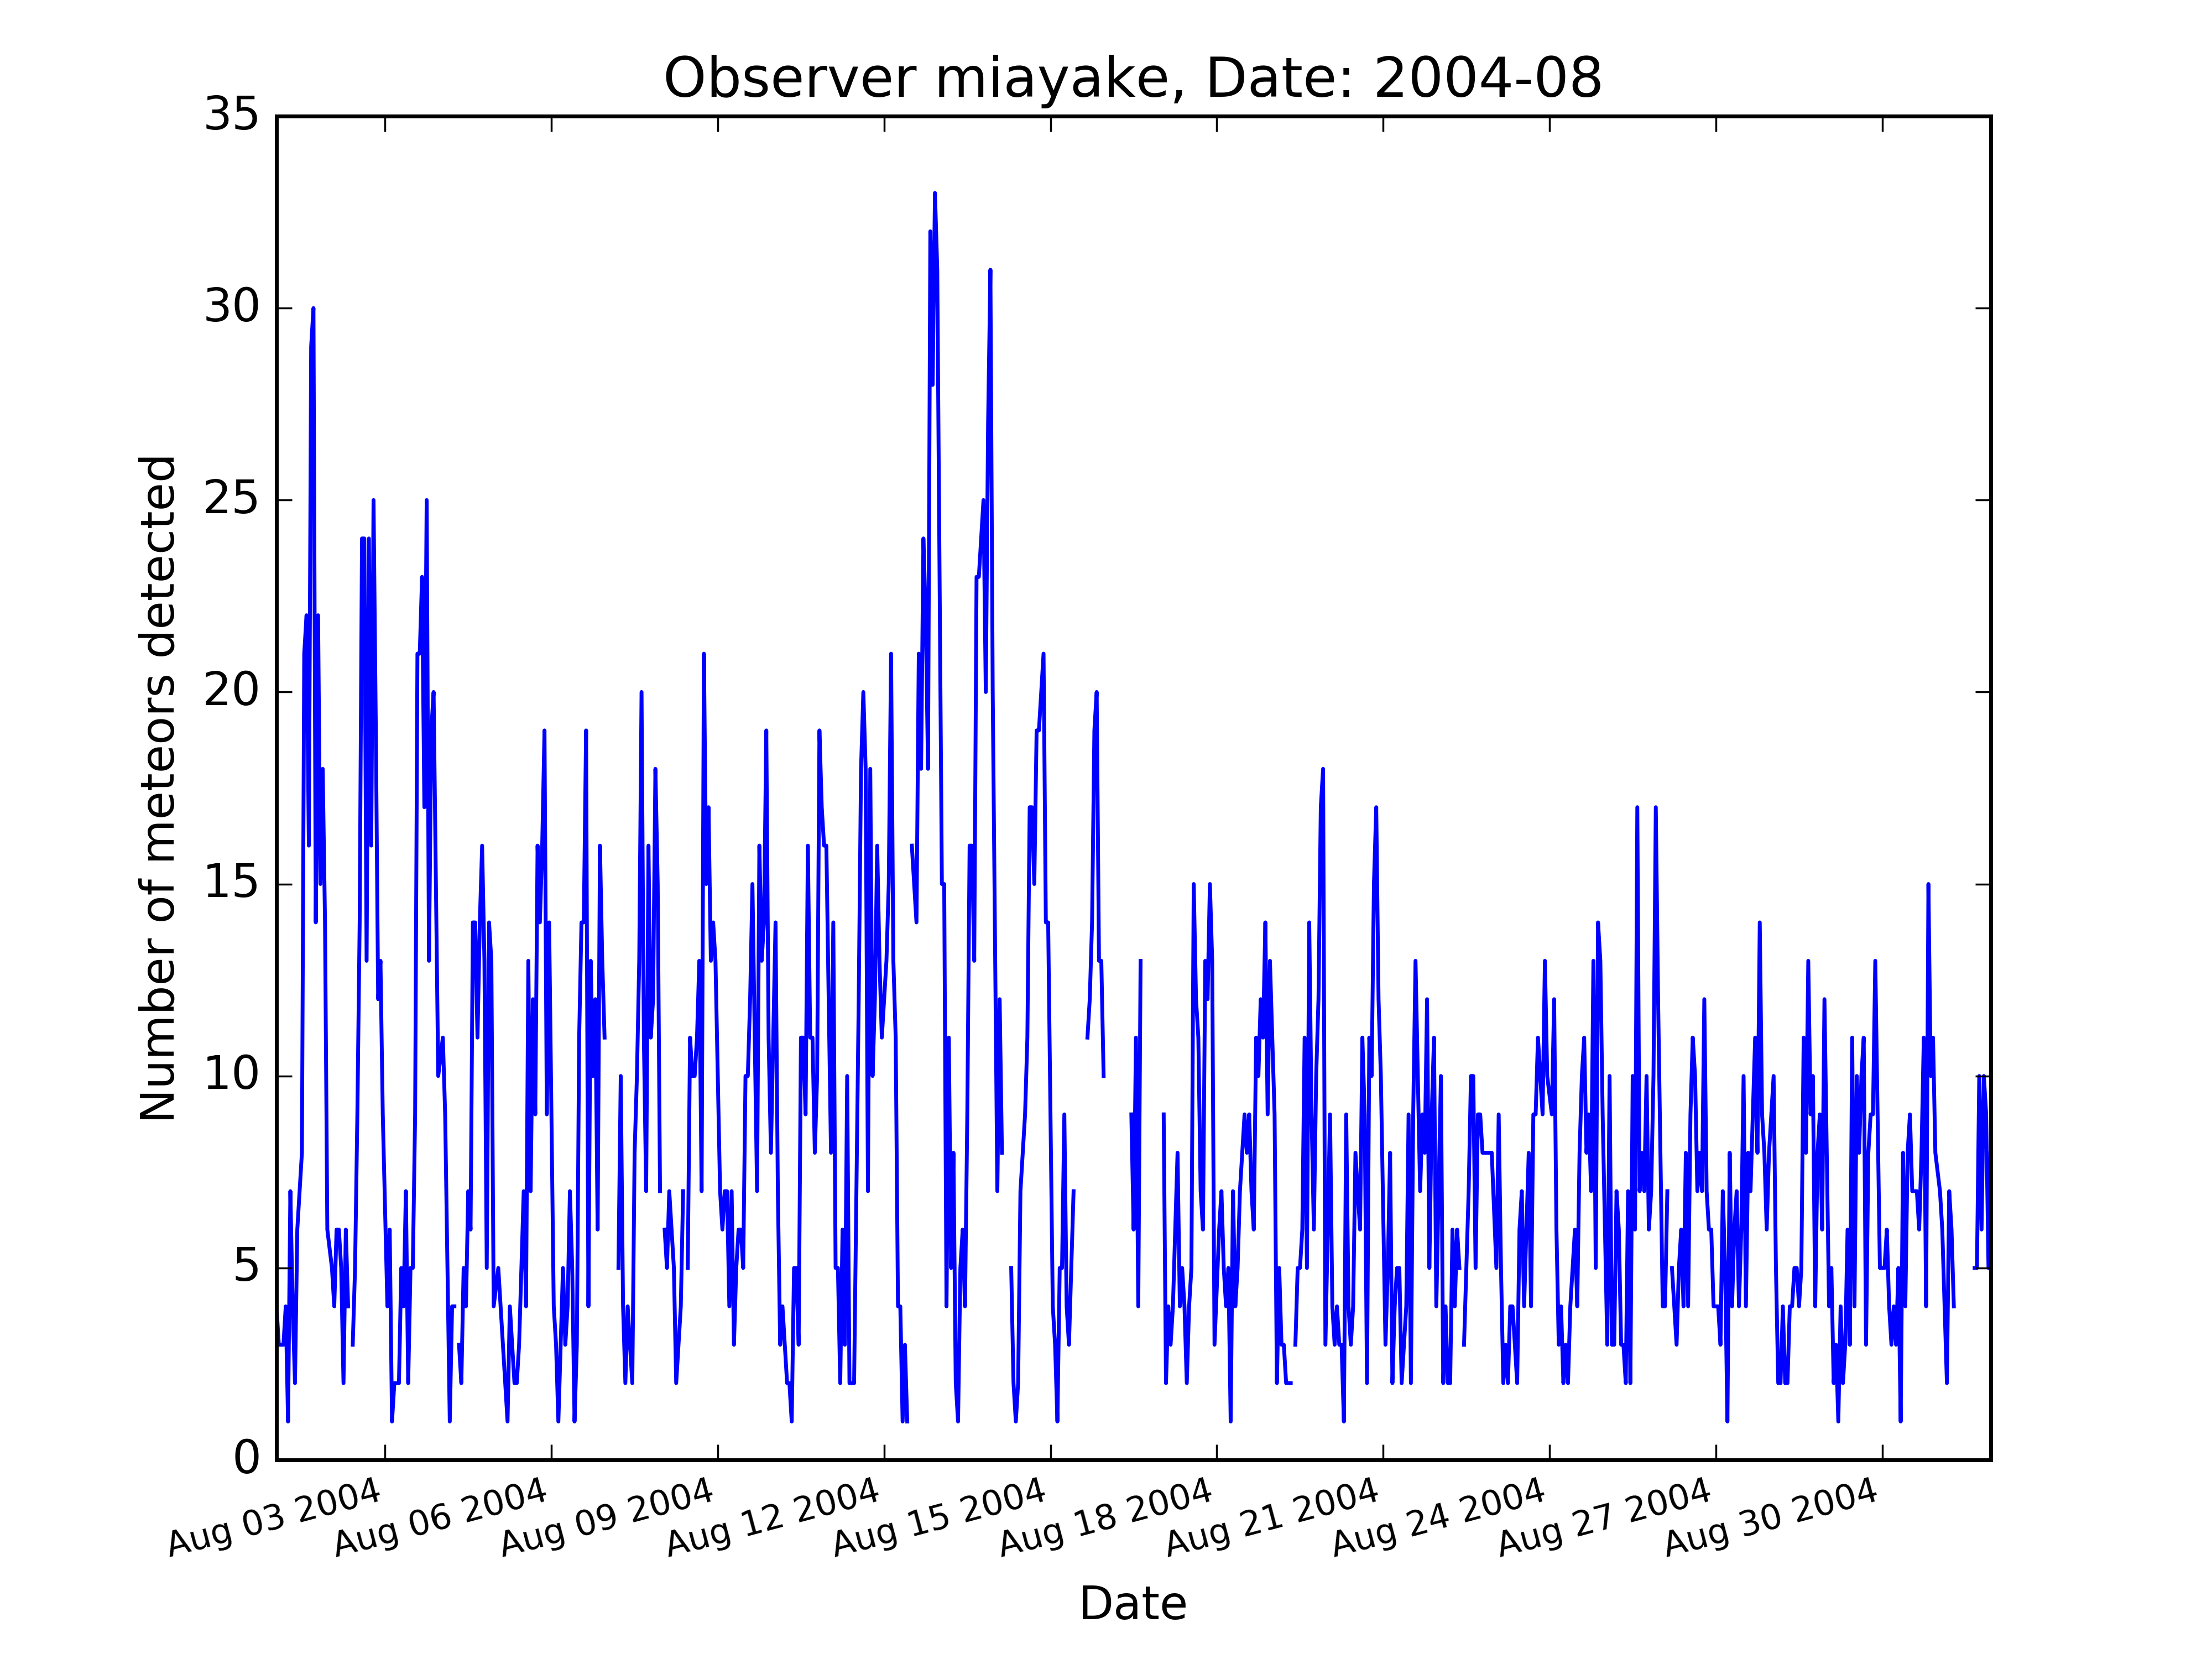 Observer miayake, Date: 2004-08
Number of meteors detected
35
30
25
20
15
10
5
0
Aug 03 2004
Aug 06 2004
Aug 09 2004
Aug 12 2004
Aug 15 2004
Aug 18 2004
Aug 21 2004
Aug 24 2004
Aug 27 2004
Aug 30 2004
Date